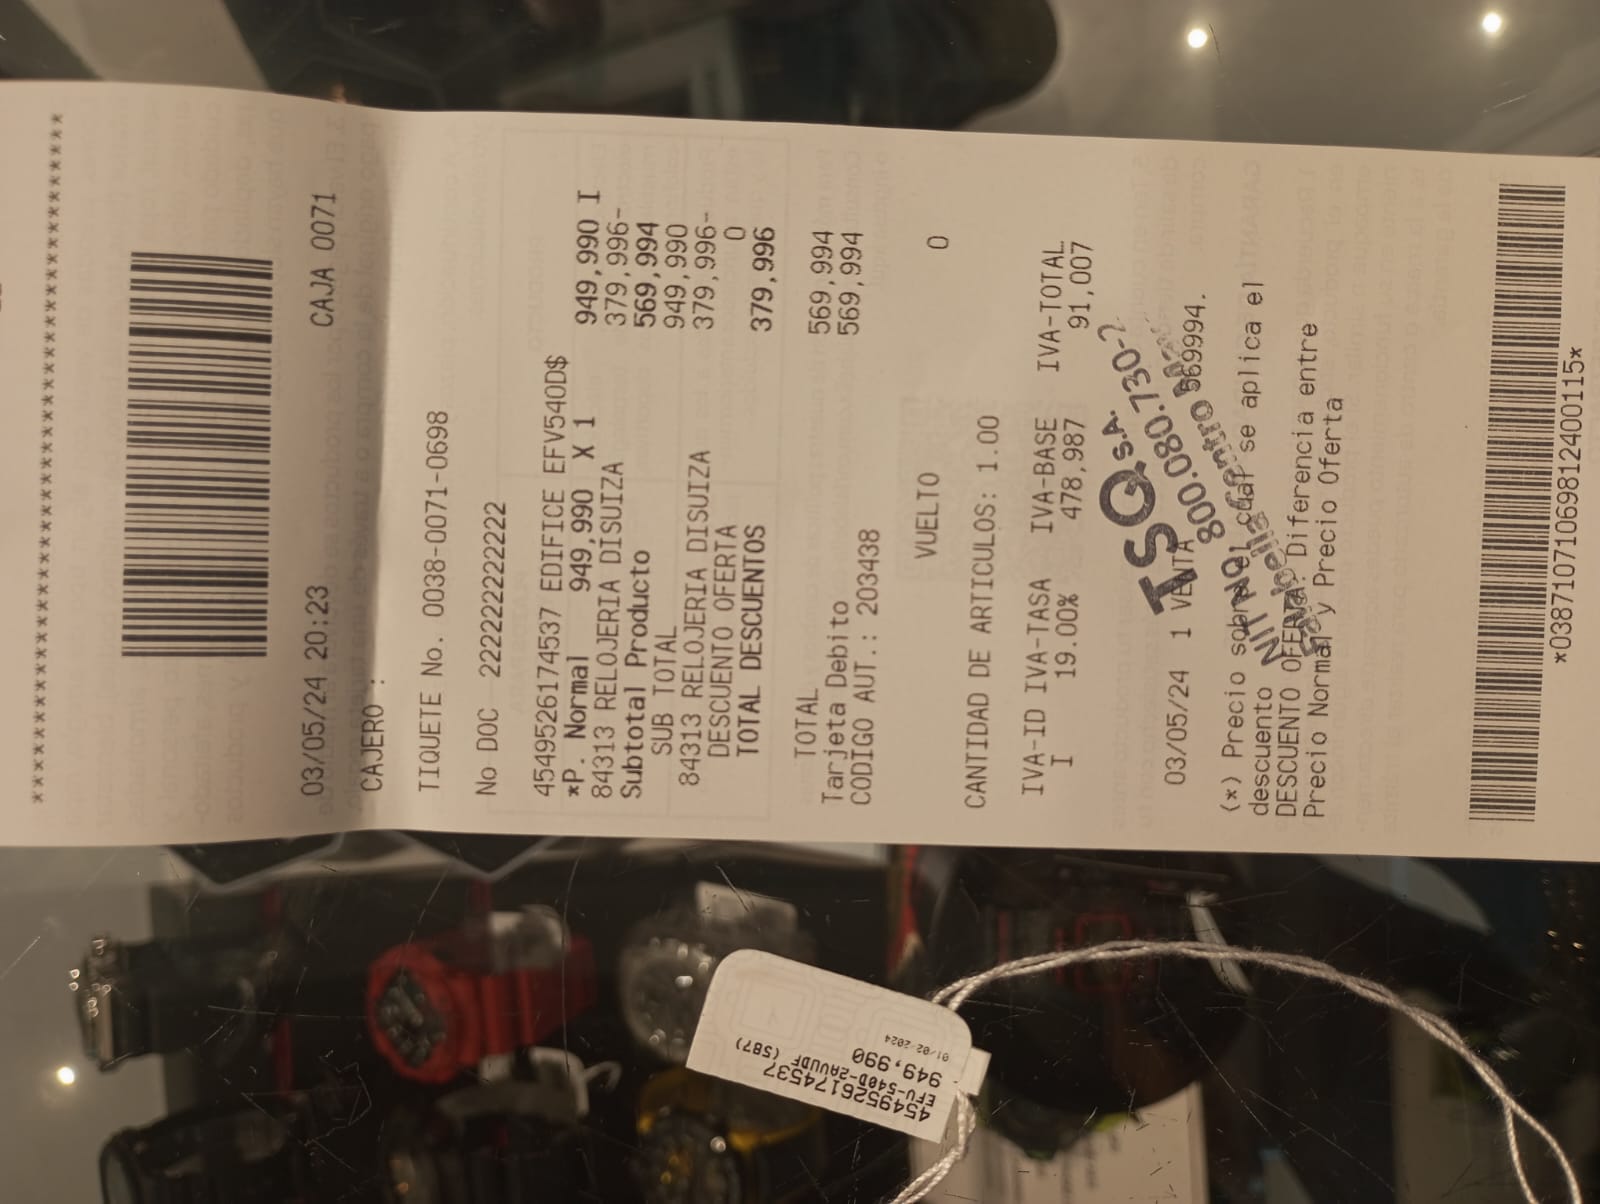 ********************************************
03/05/24 20:23 CAJA 0071
CAJERO:
TIQUETE No. 0038-0071-0698
No DOC 222222222222
4549526174537 EDIFICE EFV540D$
*P. Normal 949,990 X 1 949,990 I
84313 RELOJERIA DISUIZA 379,996-
Subtotal Producto 569,994
SUB TOTAL 949,990
84313 RELOJERIA DISUIZA 379,996-
DESCUENTO OFERTA 0
TOTAL DESCUENTOS 379,996
TOTAL 569,994
Tarjeta Debito 569,994
CODIGO AUT.: 203438
VUELTO 0
CANTIDAD DE ARTICULOS: 1.00
IVA-ID IVA-TASA IVA-BASE IVA-TOTAL
I 19.00% 478,987 91,007
03/05/24 1 VENTA 569994.
(*) Precio sobre el cual se aplica el
descuento
DESCUENTO OFERTA: Diferencia entre
Precio Normal y Precio Oferta
TSQ S.A.
NIT 800.080.730-
*03871071069812400115*
4549526174537
EFV-540D-2AVUDF (587)
949,990
01/02/2024